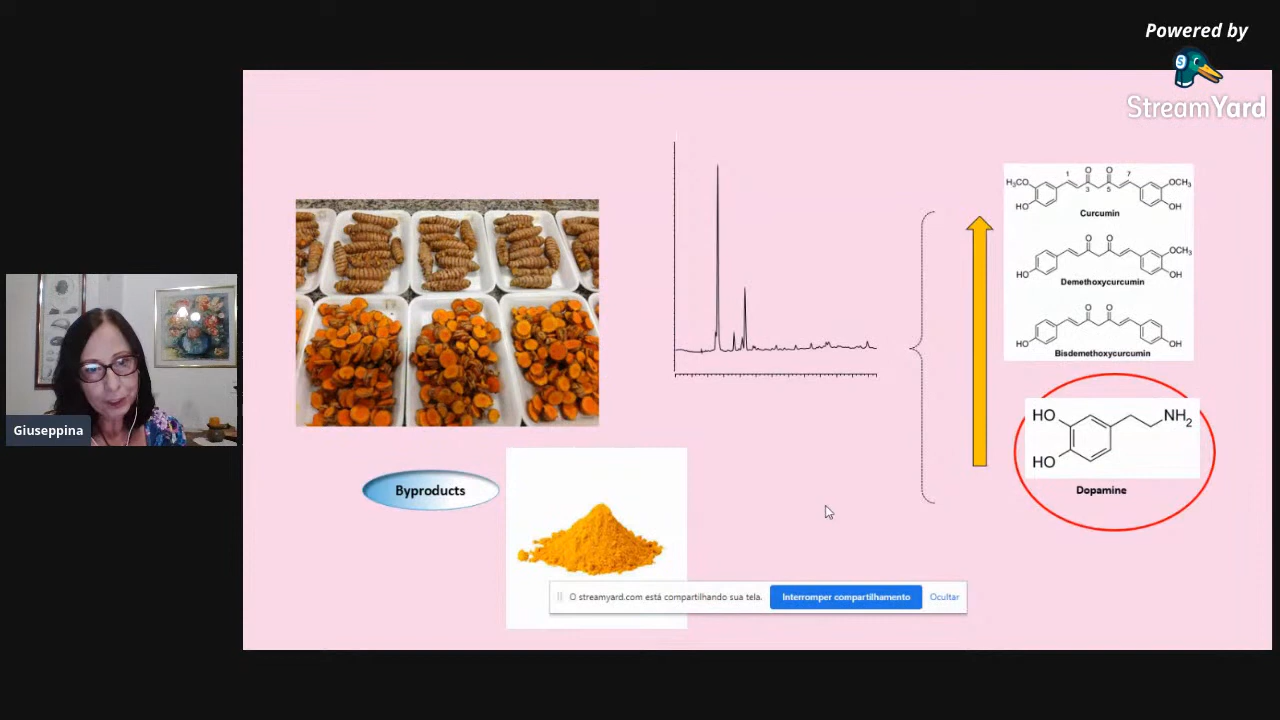 Powered by
S
StreamYard
Giuseppina
Byproducts
H₃CO
1
O
O
7
OCH₃
HO
3
5
OH
Curcumin
O
O
OCH₃
HO
OH
Demethoxycurcumin
O
O
HO
OH
Bisdemethoxycurcumin
HO
NH₂
HO
Dopamine
O streamyard.com está compartilhando sua tela.
Interromper compartilhamento
Ocultar